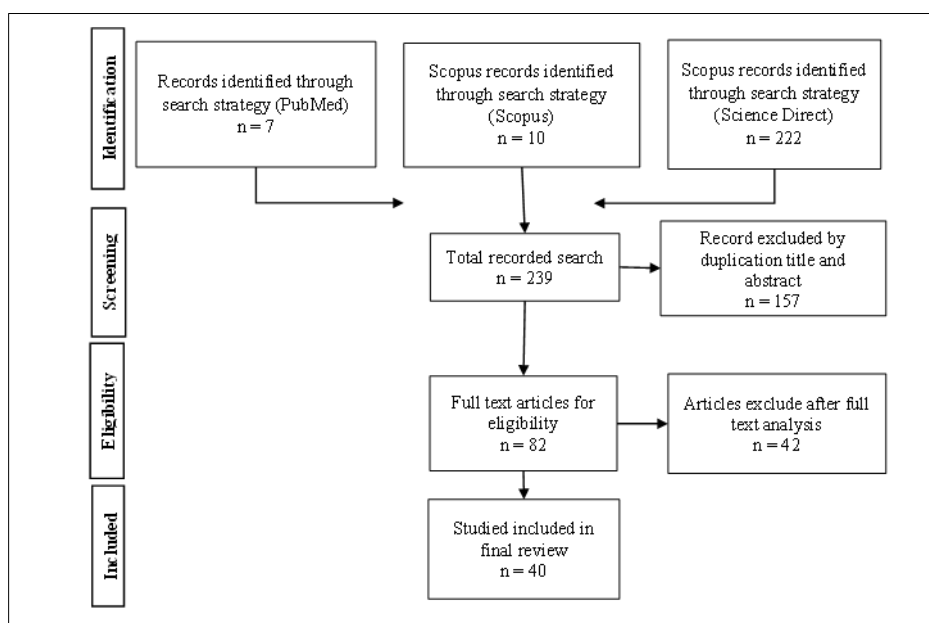 Identification
Records identified through
search strategy (PubMed)
n = 7
Scopus records identified
through search strategy
(Scopus)
n = 10
Scopus records identified
through search strategy
(Science Direct)
n = 222
Screening
Total recorded search
n = 239
Record excluded by
duplication title and
abstract
n = 157
Eligibility
Full text articles for
eligibility
n = 82
Articles exclude after full
text analysis
n = 42
Included
Studied included in
final review
n = 40